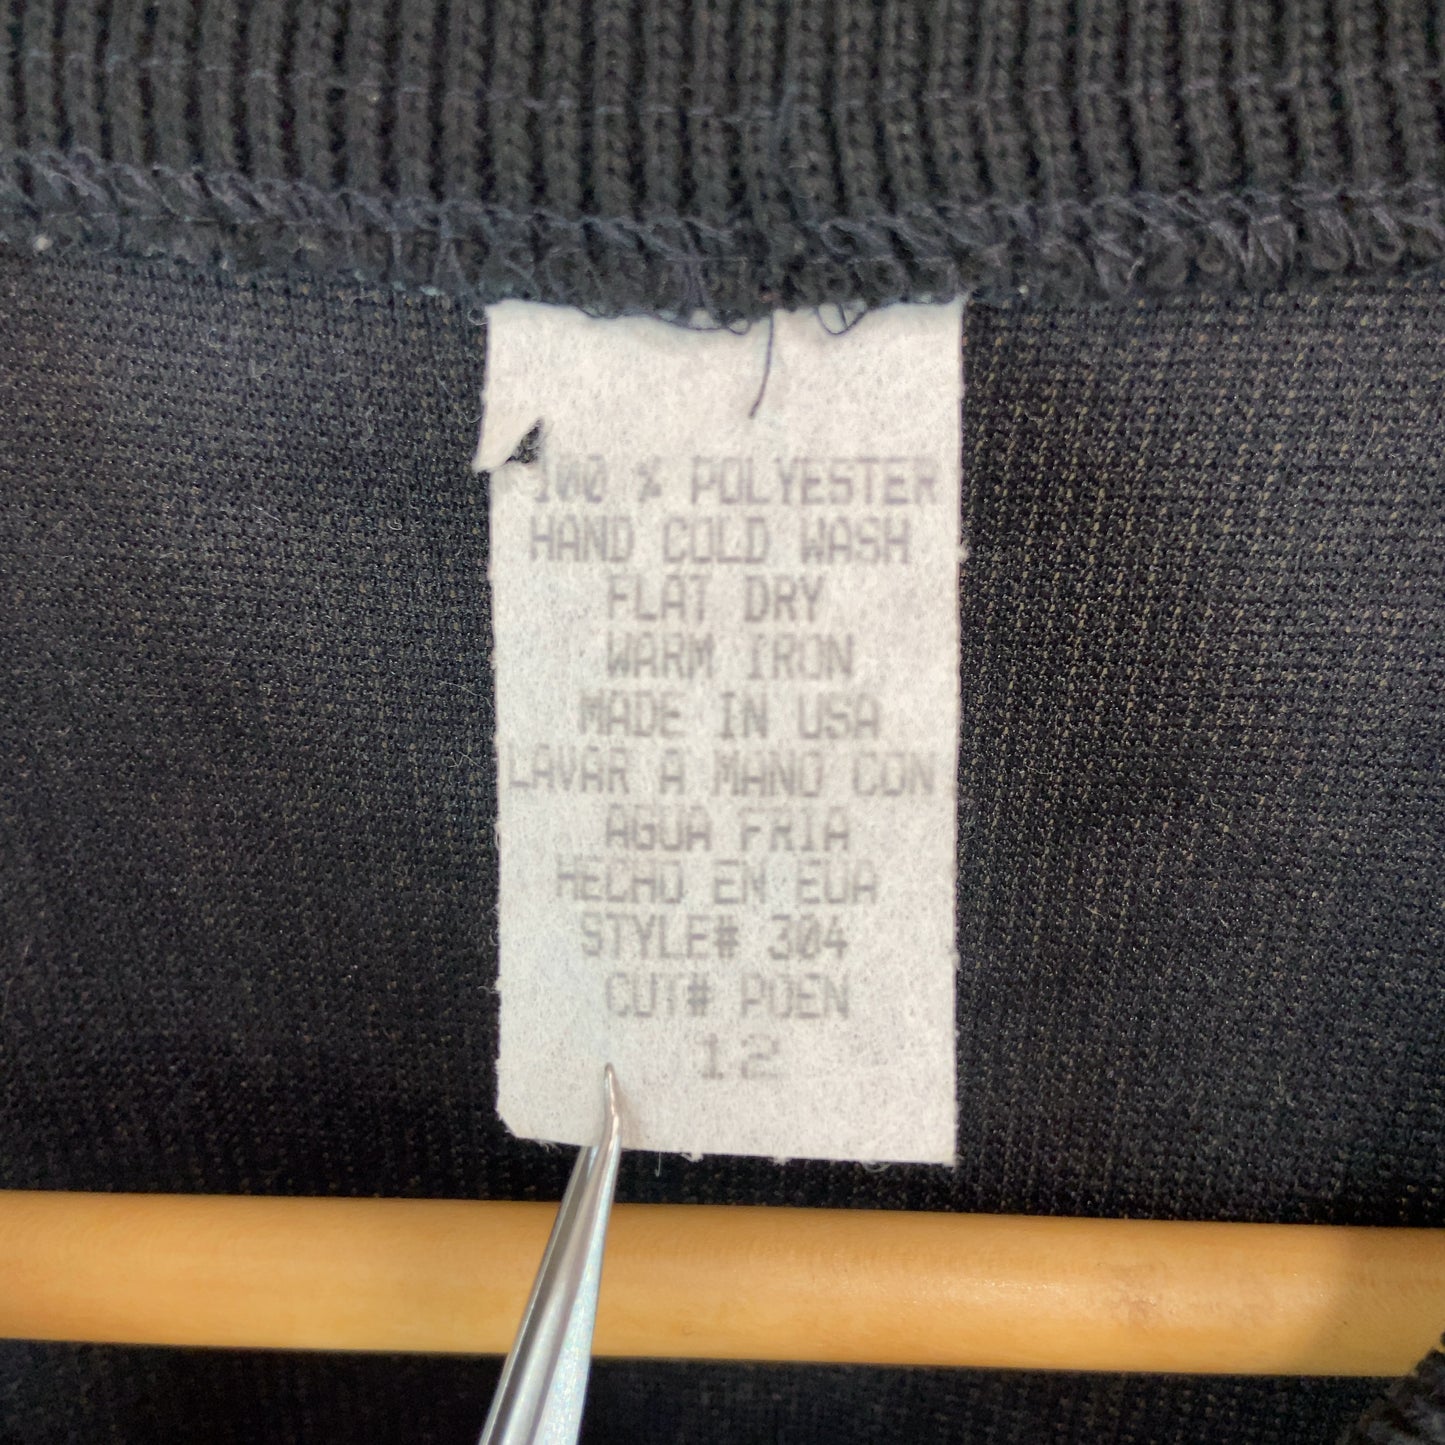 100 % POLYESTER
HAND COLD WASH
FLAT DRY
WARM IRON
MADE IN USA
LAVAR A MANO CON
AGUA FRIA
HECHO EN EUA
STYLE# 304
CUT# POEN
12